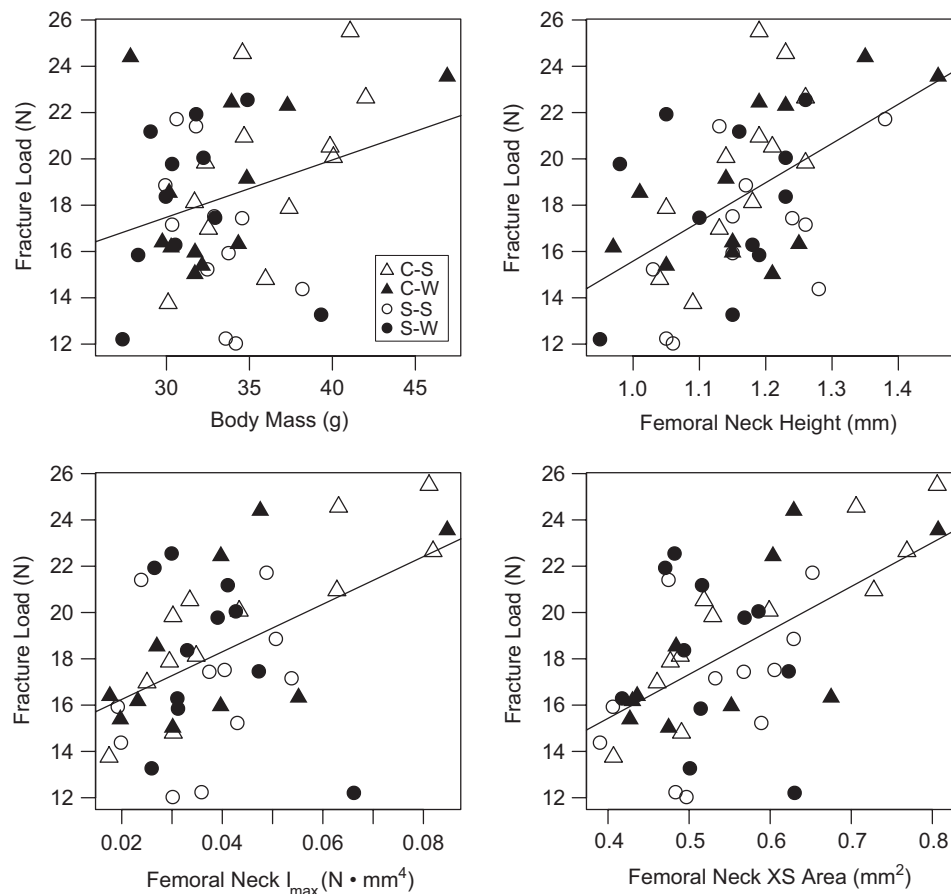 26
24
22
20
18
16
14
12
Fracture Load (N)
30 35 40 45
Body Mass (g)
C-S
C-W
S-S
S-W
26
24
22
20
18
16
14
12
Fracture Load (N)
1.0 1.1 1.2 1.3 1.4
Femoral Neck Height (mm)
26
24
22
20
18
16
14
12
Fracture Load (N)
0.02 0.04 0.06 0.08
Femoral Neck Imax (N • mm⁴)
26
24
22
20
18
16
14
12
Fracture Load (N)
0.4 0.5 0.6 0.7 0.8
Femoral Neck XS Area (mm²)